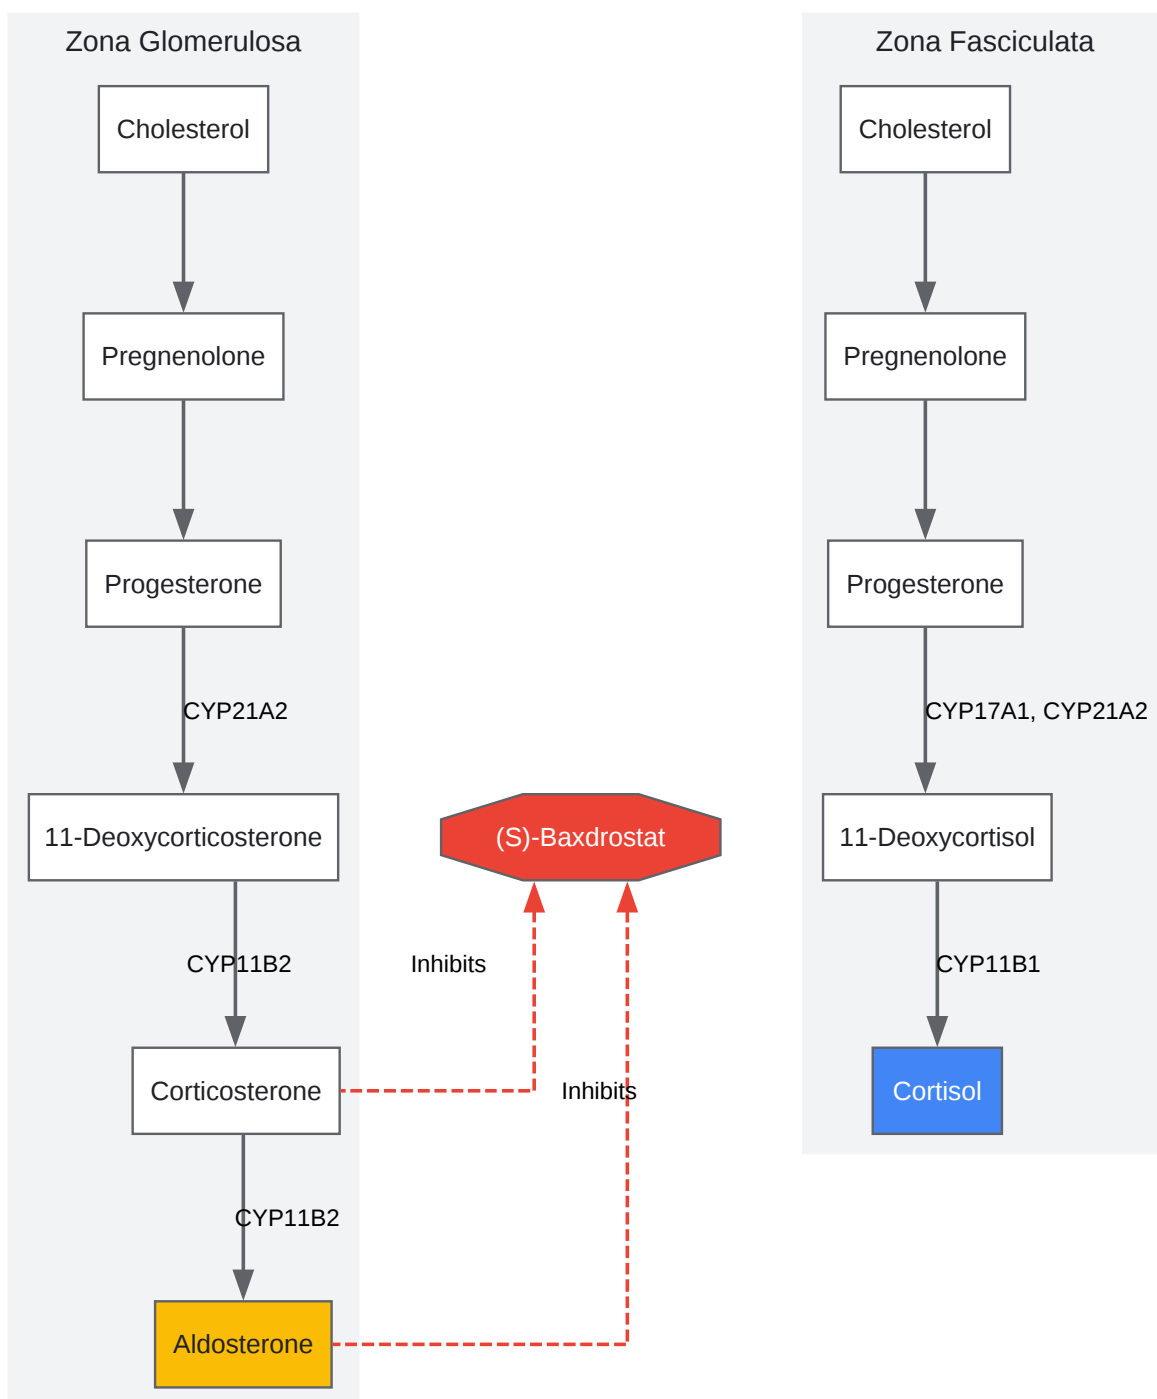 Zona Glomerulosa
Cholesterol
Pregnenolone
Progesterone
CYP21A2
11-Deoxycorticosterone
CYP11B2
Corticosterone
CYP11B2
Aldosterone
(S)-Baxdrostat
Inhibits
Inhibits
Zona Fasciculata
Cholesterol
Pregnenolone
Progesterone
CYP17A1, CYP21A2
11-Deoxycortisol
CYP11B1
Cortisol